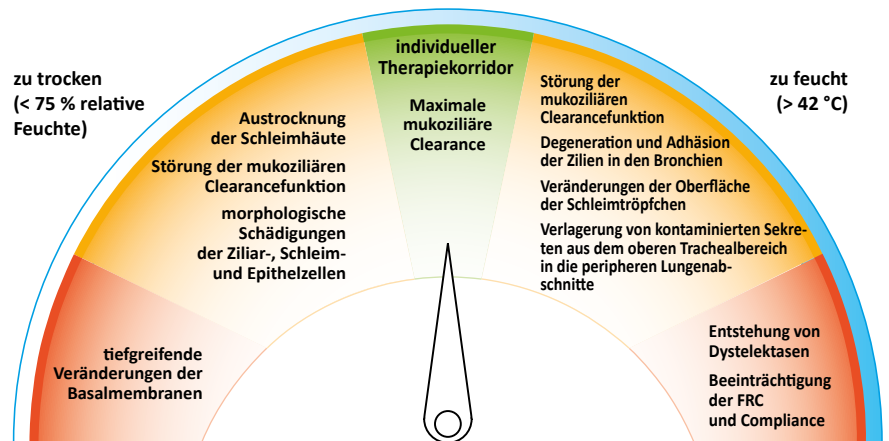 zu trocken
(< 75 % relative
Feuchte)
tiefgreifende
Veränderungen der
Basalmembranen
Austrocknung
der Schleimhäute
Störung der mukoziliären
Clearancefunktion
morphologische
Schädigungen
der Ziliar-, Schleim-
und Epithelzellen
individueller
Therapiekorridor
Maximale
mukoziliäre
Clearance
Störung der
mukoziliären
Clearancefunktion
Degeneration und Adhäsion
der Zilien in den Bronchien
Veränderungen der Oberfläche
der Schleimtröpfchen
Verlagerung von kontaminierten Sekre-
ten aus dem oberen Trachealbereich
in die peripheren Lungenab-
schnitte
zu feucht
(> 42 °C)
Entstehung von
Dystelektasen
Beeinträchtigung
der FRC
und Compliance